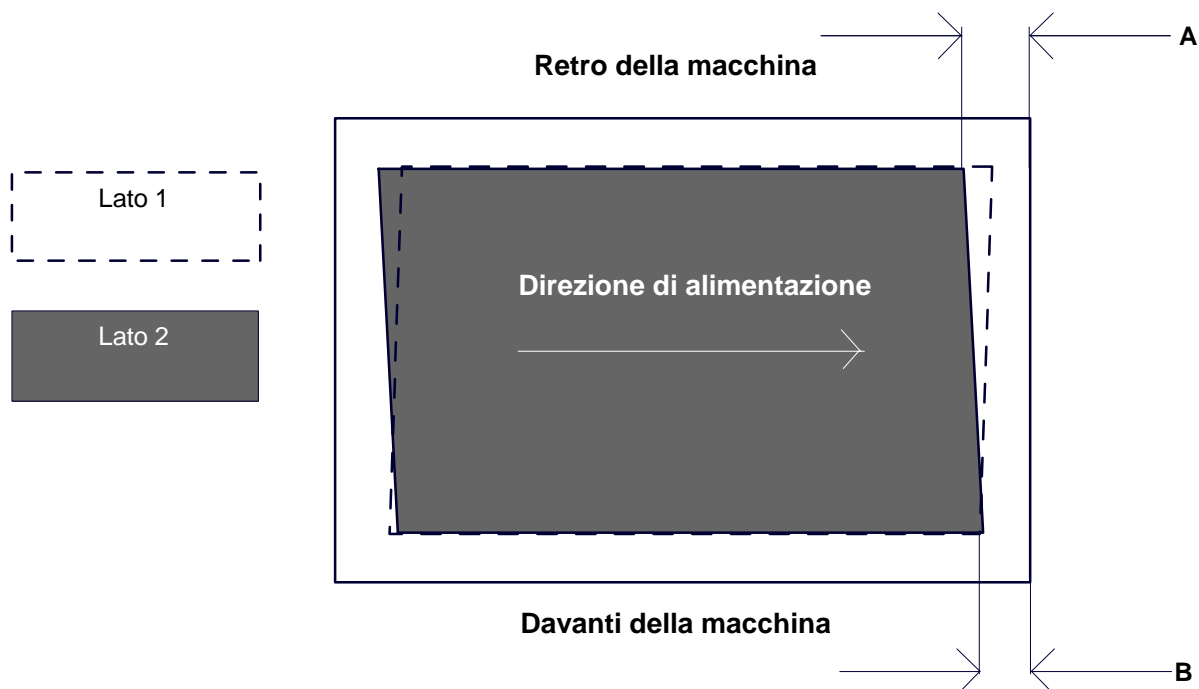 A
Retro della macchina
Lato 1
Direzione di alimentazione
Lato 2
Davanti della macchina
B